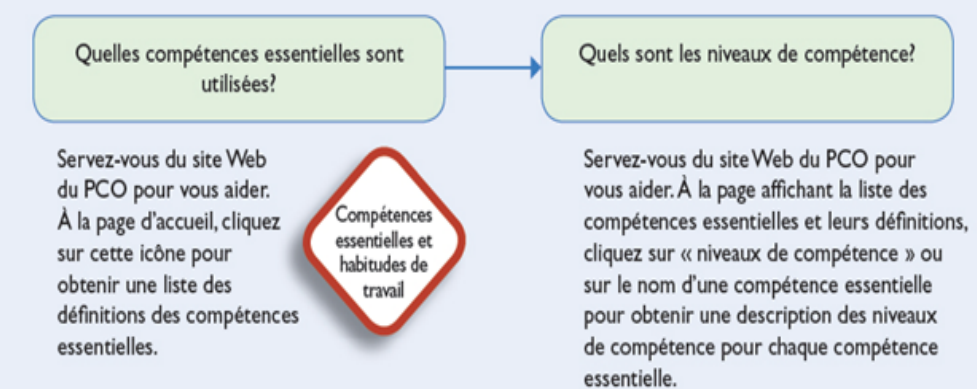 Quelles compétences essentielles sont
utilisées?
Quels sont les niveaux de compétence?
Servez-vous du site Web
du PCO pour vous aider.
À la page d'accueil, cliquez
sur cette icône pour
obtenir une liste des
définitions des compétences
essentielles.
Compétences
essentielles et
habitudes de
travail
Servez-vous du site Web du PCO pour
vous aider. À la page affichant la liste des
compétences essentielles et leurs définitions,
cliquez sur « niveaux de compétence » ou
sur le nom d'une compétence essentielle
pour obtenir une description des niveaux
de compétence pour chaque compétence
essentielle.